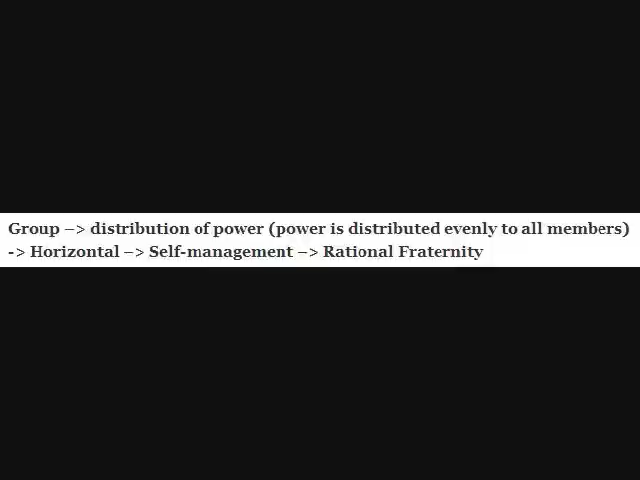 Group –> distribution of power (power is distributed evenly to all members)
-> Horizontal –> Self-management –> Rational Fraternity